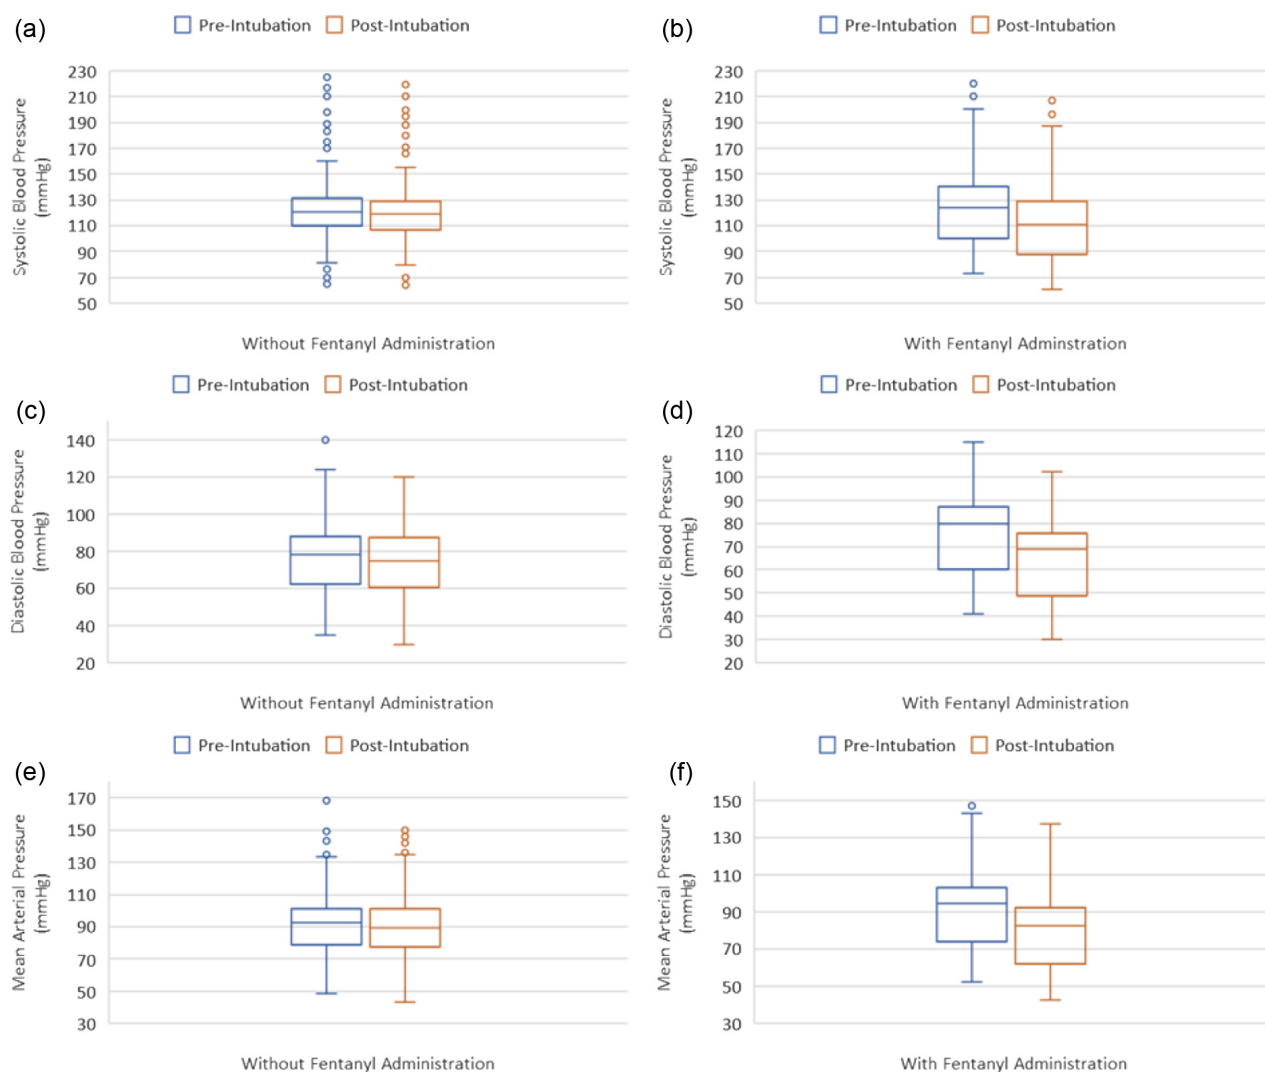 (a)
Pre-Intubation Post-Intubation
230
210
190
170
150
130
110
90
70
50
Systolic Blood Pressure
(mmHg)
Without Fentanyl Administration
(b)
Pre-Intubation Post-Intubation
230
210
190
170
150
130
110
90
70
50
Systolic Blood Pressure
(mmHg)
With Fentanyl Adminstration
(c)
Pre-Intubation Post-Intubation
140
120
100
80
60
40
20
Diastolic Blood Pressure
(mmHg)
Without Fentanyl Administration
(d)
Pre-Intubation Post-Intubation
120
110
100
90
80
70
60
50
40
30
20
Diastolic Blood Pressure
(mmHg)
With Fentanyl Administration
(e)
Pre-Intubation Post-Intubation
170
150
130
110
90
70
50
30
Mean Arterial Pressure
(mmHg)
Without Fentanyl Administration
(f)
Pre-Intubation Post-Intubation
150
130
110
90
70
50
30
Mean Arterial Pressure
(mmHg)
With Fentanyl Administration